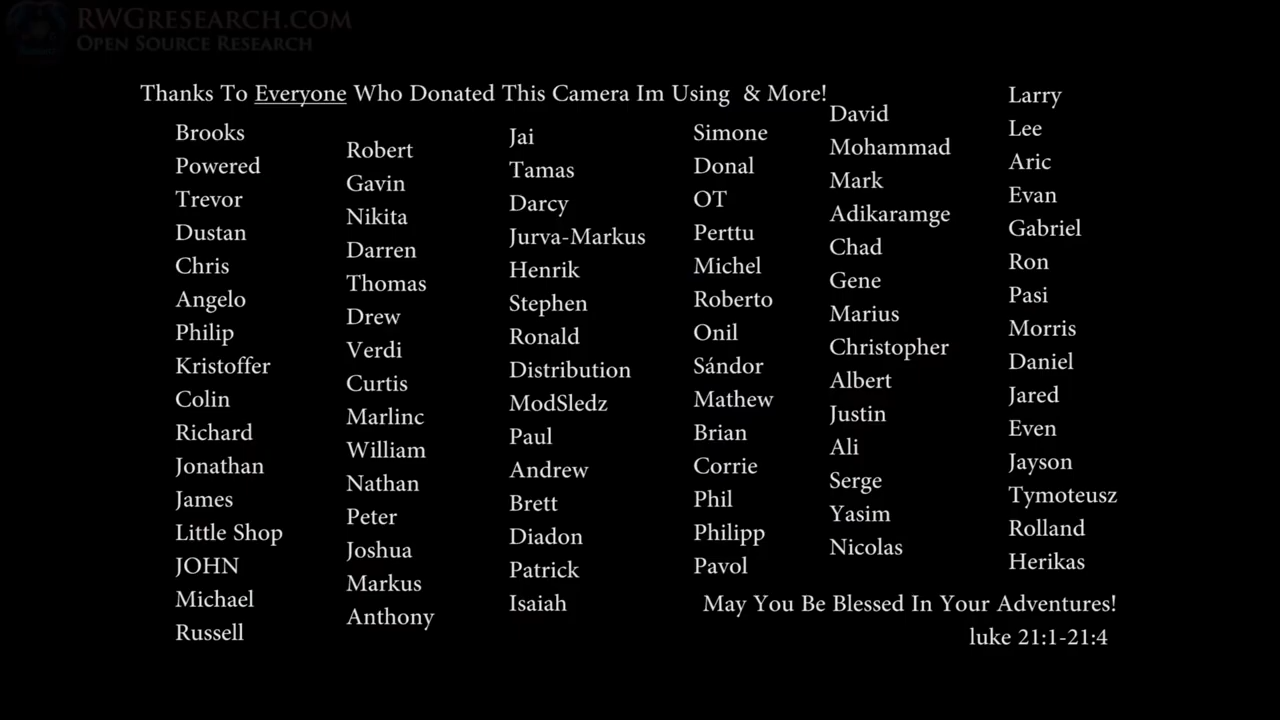 RWGRESEARCH.COM
OPEN SOURCE RESEARCH
Thanks To Everyone Who Donated This Camera Im Using & More!
Brooks
Powered
Trevor
Dustan
Chris
Angelo
Philip
Kristoffer
Colin
Richard
Jonathan
James
Little Shop
JOHN
Michael
Russell
Robert
Gavin
Nikita
Darren
Thomas
Drew
Verdi
Curtis
Marlinc
William
Nathan
Peter
Joshua
Markus
Anthony
Jai
Tamas
Darcy
Jurva-Markus
Henrik
Stephen
Ronald
Distribution
ModSledz
Paul
Andrew
Brett
Diadon
Patrick
Isaiah
Simone
Donal
OT
Perttu
Michel
Roberto
Onil
Sándor
Mathew
Brian
Corrie
Phil
Philipp
Pavol
David
Mohammad
Mark
Adikaramge
Chad
Gene
Marius
Christopher
Albert
Justin
Ali
Serge
Yasim
Nicolas
Larry
Lee
Aric
Evan
Gabriel
Ron
Pasi
Morris
Daniel
Jared
Even
Jayson
Tymoteusz
Rolland
Herikas
May You Be Blessed In Your Adventures!
luke 21:1-21:4